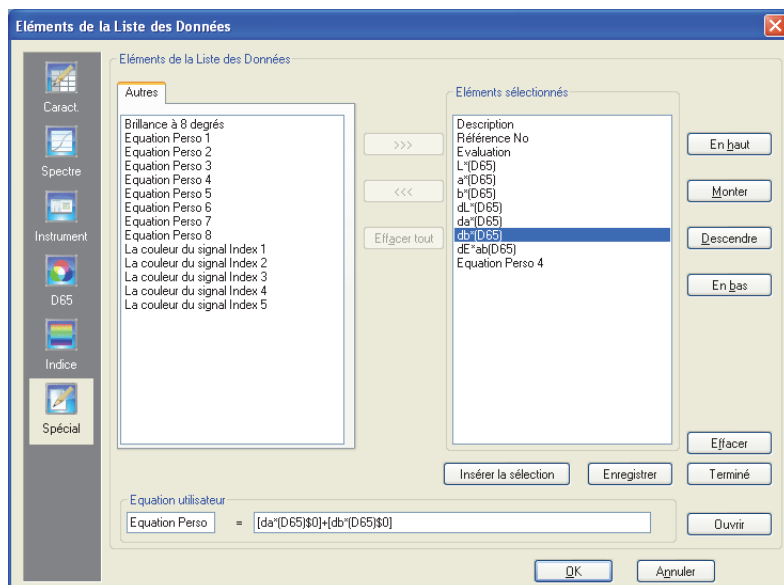 Eléments de la Liste des Données
Eléments de la Liste des Données
Caract.
Spectre
Instrument
D65
Indice
Spécial
Autres
Brillance à 8 degrés
Equation Perso 1
Equation Perso 2
Equation Perso 3
Equation Perso 4
Equation Perso 5
Equation Perso 6
Equation Perso 7
Equation Perso 8
La couleur du signal Index 1
La couleur du signal Index 2
La couleur du signal Index 3
La couleur du signal Index 4
La couleur du signal Index 5
>>>
<<<
Effacer tout
Eléments sélectionnés
Description
Référence No
Evaluation
L*(D65)
a*(D65)
b*(D65)
dL*(D65)
da*(D65)
db*(D65)
dE*ab(D65)
Equation Perso 4
En haut
Monter
Descendre
En bas
Effacer
Insérer la sélection
Enregistrer
Terminé
Equation utilisateur
Equation Perso = [da*(D65)$0]+[db*(D65)$0]
Ouvrir
OK
Annuler